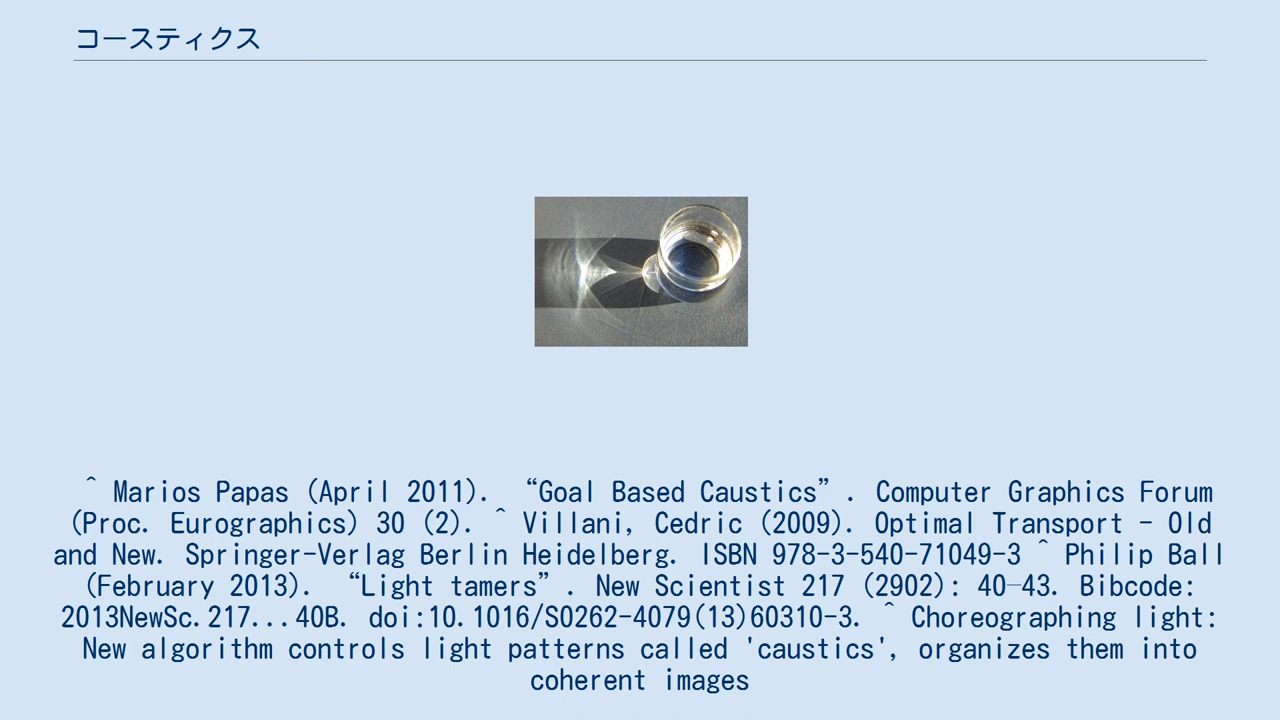 コースティクス
^ Marios Papas (April 2011). “Goal Based Caustics”. Computer Graphics Forum
(Proc. Eurographics) 30 (2). ^ Villani, Cedric (2009). Optimal Transport - Old
and New. Springer-Verlag Berlin Heidelberg. ISBN 978-3-540-71049-3 ^ Philip Ball
(February 2013). “Light tamers”. New Scientist 217 (2902): 40–43. Bibcode:
2013NewSc.217...40B. doi:10.1016/S0262-4079(13)60310-3. ^ Choreographing light:
New algorithm controls light patterns called 'caustics', organizes them into
coherent images